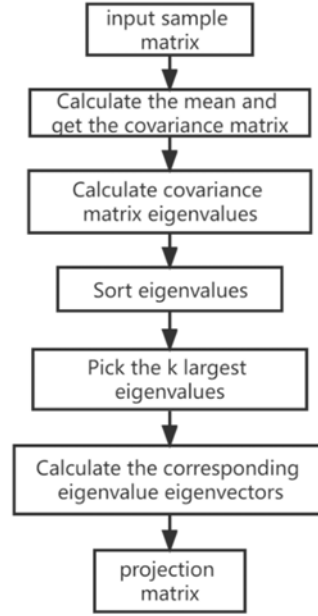 input sample
matrix
Calculate the mean and
get the covariance matrix
Calculate covariance
matrix eigenvalues
Sort eigenvalues
Pick the k largest
eigenvalues
Calculate the corresponding
eigenvalue eigenvectors
projection
matrix